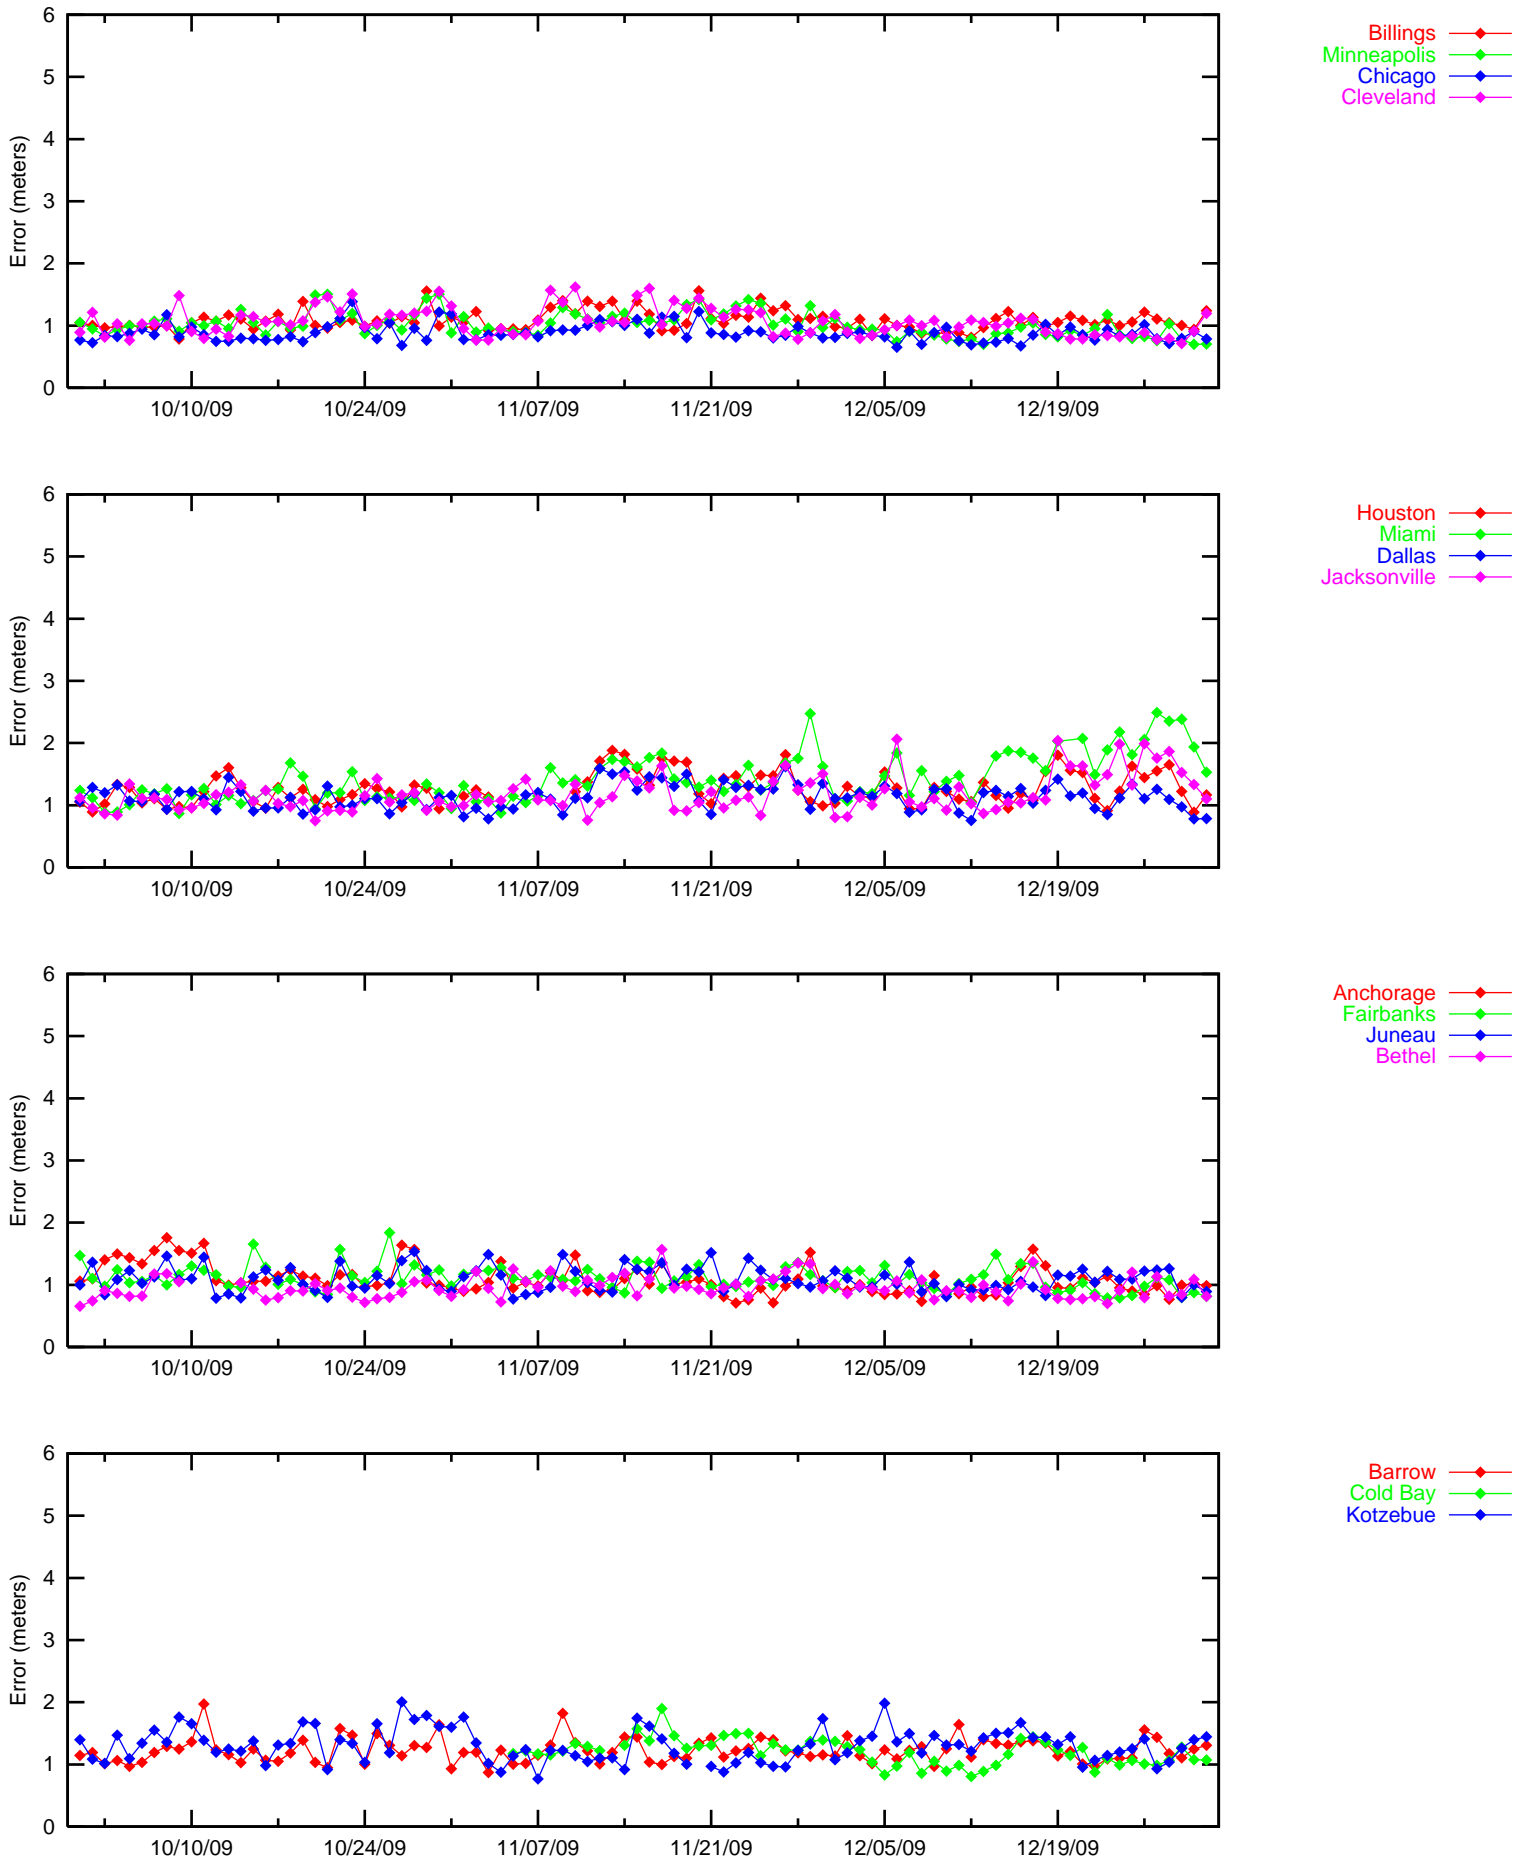 6
5
4
3
2
1
0
Error (meters)
10/10/09 10/24/09 11/07/09 11/21/09 12/05/09 12/19/09
Billings
Minneapolis
Chicago
Cleveland
6
5
4
3
2
1
0
Error (meters)
10/10/09 10/24/09 11/07/09 11/21/09 12/05/09 12/19/09
Houston
Miami
Dallas
Jacksonville
6
5
4
3
2
1
0
Error (meters)
10/10/09 10/24/09 11/07/09 11/21/09 12/05/09 12/19/09
Anchorage
Fairbanks
Juneau
Bethel
6
5
4
3
2
1
0
Error (meters)
10/10/09 10/24/09 11/07/09 11/21/09 12/05/09 12/19/09
Barrow
Cold Bay
Kotzebue